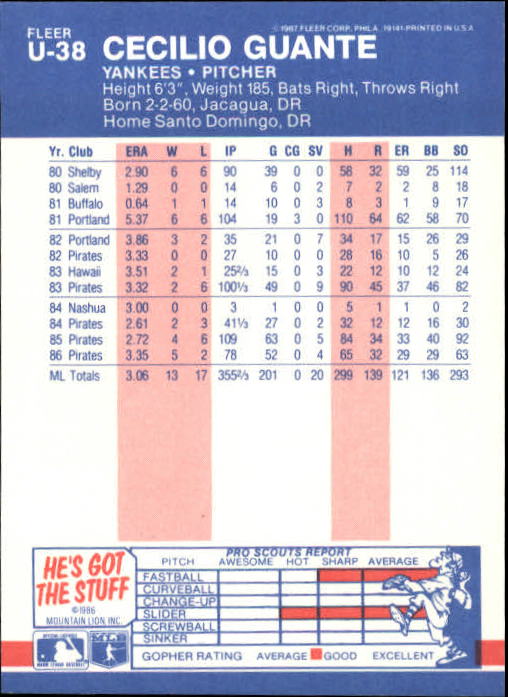 FLEER © 1987 FLEER CORP. PHILA. 19141-PRINTED IN U.S.A
U-38 CECILIO GUANTE
YANKEES • PITCHER
Height 6'3", Weight 185, Bats Right, Throws Right
Born 2-2-60, Jacagua, DR
Home Santo Domingo, DR
Yr. Club ERA W L IP G CG SV H R ER BB SO
80 Shelby 2.90 6 6 90 39 0 0 58 32 59 25 114
80 Salem 1.29 0 0 14 6 0 2 7 2 2 8 18
81 Buffalo 0.64 1 1 14 10 0 3 8 3 1 9 17
81 Portland 5.37 6 6 104 19 3 0 110 64 62 58 70
82 Portland 3.86 3 2 35 21 0 7 34 17 15 26 29
82 Pirates 3.33 0 0 27 10 0 0 28 16 10 5 26
83 Hawaii 3.51 2 1 25⅔ 15 0 3 22 12 10 12 24
83 Pirates 3.32 2 6 100⅓ 49 0 9 90 45 37 46 82
84 Nashua 3.00 0 0 3 1 0 0 5 1 1 0 2
84 Pirates 2.61 2 3 41⅓ 27 0 2 32 12 12 16 30
85 Pirates 2.72 4 6 109 63 0 5 84 34 33 40 92
86 Pirates 3.35 5 2 78 52 0 4 65 32 29 29 63
ML Totals 3.06 13 17 355⅔ 201 0 20 299 139 121 136 293
HE'S GOT
THE STUFF
©1986
MOUNTAIN LION, INC.
MLB
PRO SCOUTS REPORT
PITCH AWESOME HOT SHARP AVERAGE
FASTBALL
CURVEBALL
CHANGE-UP
SLIDER
SCREWBALL
SINKER
GOPHER RATING AVERAGE GOOD EXCELLENT